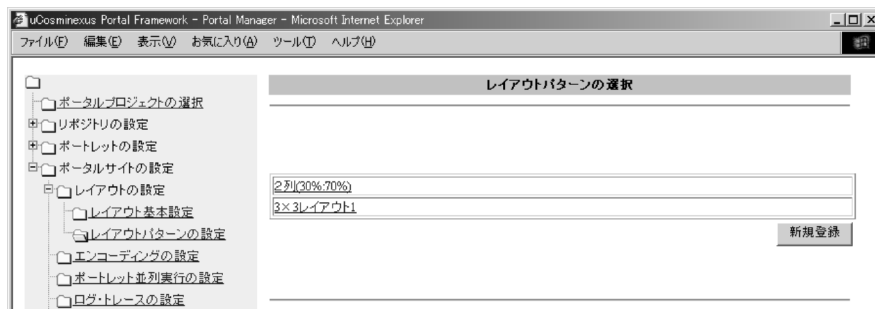 uCosminexus Portal Framework - Portal Manager - Microsoft Internet Explorer
ファイル(F) 編集(E) 表示(V) お気に入り(A) ツール(T) ヘルプ(H)
レイアウトパターンの選択
ポータルプロジェクトの選択
リポジトリの設定
ポートレットの設定
ポータルサイトの設定
レイアウトの設定
レイアウト基本設定
レイアウトパターンの設定
エンコーディングの設定
ポートレット並列実行の設定
ログ・トレースの設定
2列(30%:70%)
3×3レイアウト1
新規登録